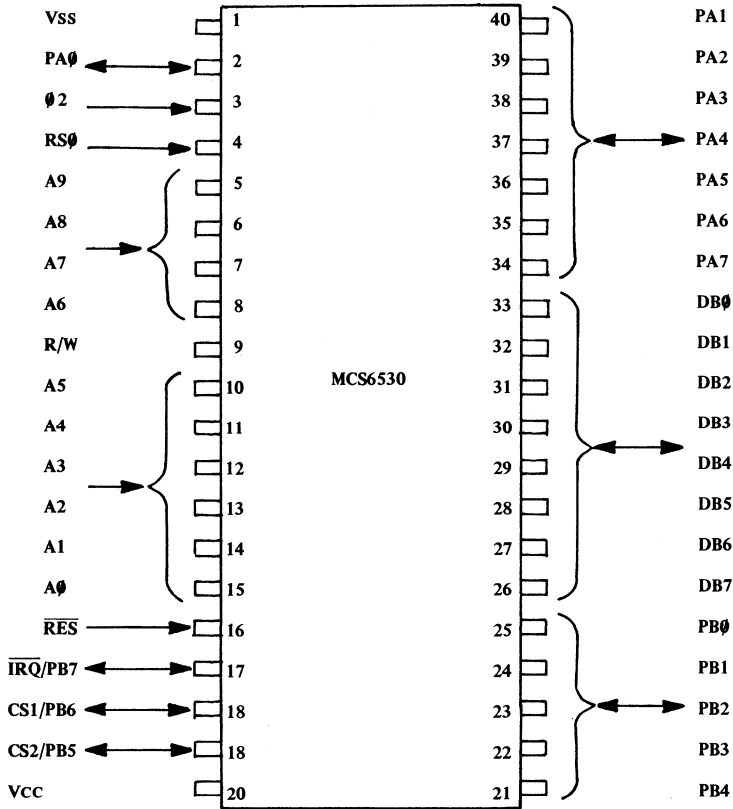 VSS 1 40 PA1
PAø 2 39 PA2
ø2 3 38 PA3
RSø 4 37 PA4
A9 5 36 PA5
A8 6 35 PA6
A7 7 34 PA7
A6 8 33 DBø
R/W 9 32 DB1
MCS6530
A5 10 31 DB2
A4 11 30 DB3
A3 12 29 DB4
A2 13 28 DB5
A1 14 27 DB6
Aø 15 26 DB7
R̅E̅S̅ 16 25 PBø
I̅R̅Q̅/PB7 17 24 PB1
CS1/PB6 18 23 PB2
CS2/PB5 18 22 PB3
VCC 20 21 PB4